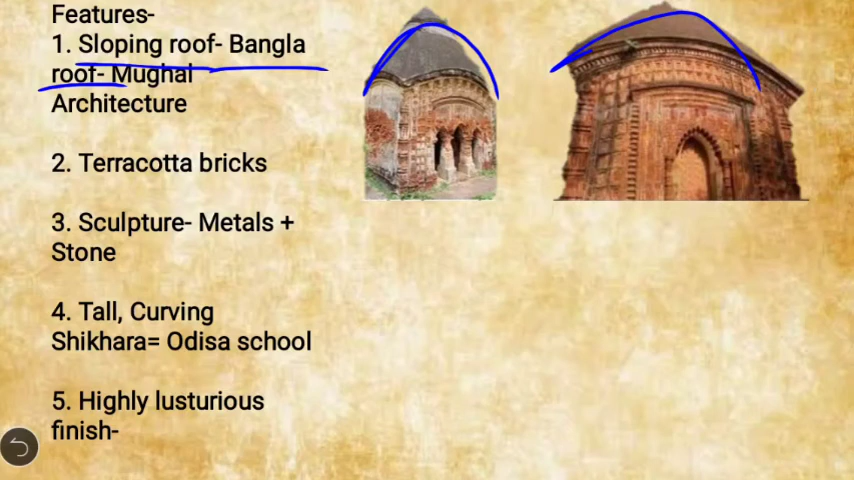 Features-
1. Sloping roof- Bangla
roof- Mughal
Architecture
2. Terracotta bricks
3. Sculpture- Metals +
Stone
4. Tall, Curving
Shikhara= Odisa school
5. Highly lusturious
finish-